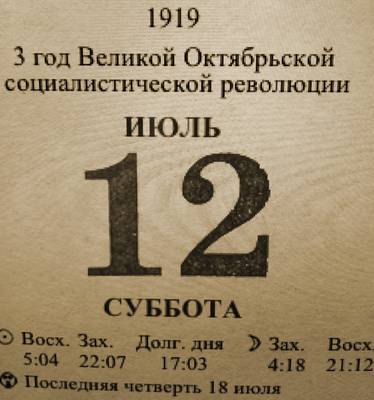 1919
3 год Великой Октябрьской
социалистической революции
ИЮЛЬ
12
СУББОТА
☉ Восх. Зах. Долг. дня ☽ Зах. Восх.
5:04 22:07 17:03 4:18 21:12
Последняя четверть 18 июля